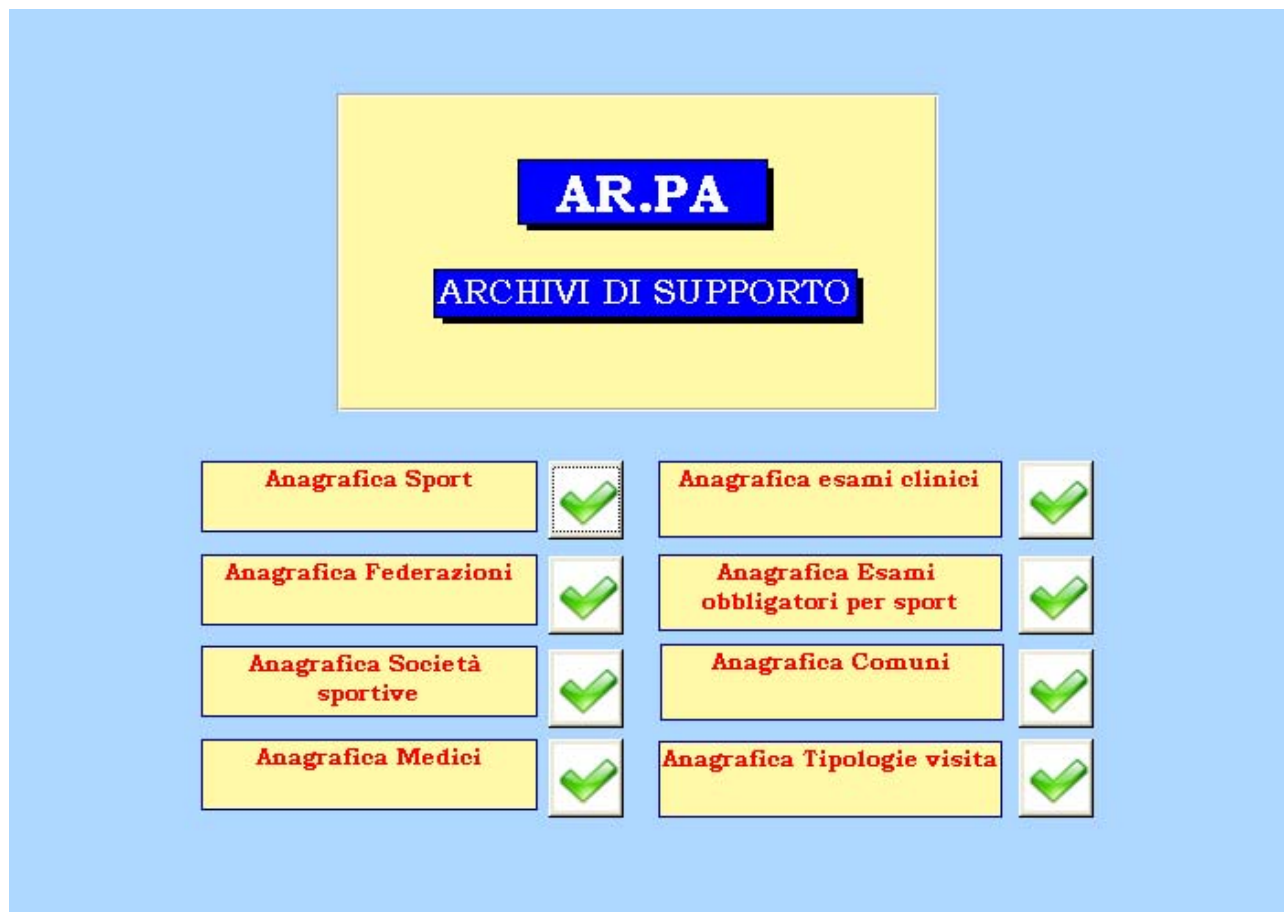 AR.PA
ARCHIVI DI SUPPORTO
Anagrafica Sport
Anagrafica esami clinici
Anagrafica Federazioni
Anagrafica Esami
obbligatori per sport
Anagrafica Società
sportive
Anagrafica Comuni
Anagrafica Medici
Anagrafica Tipologie visita